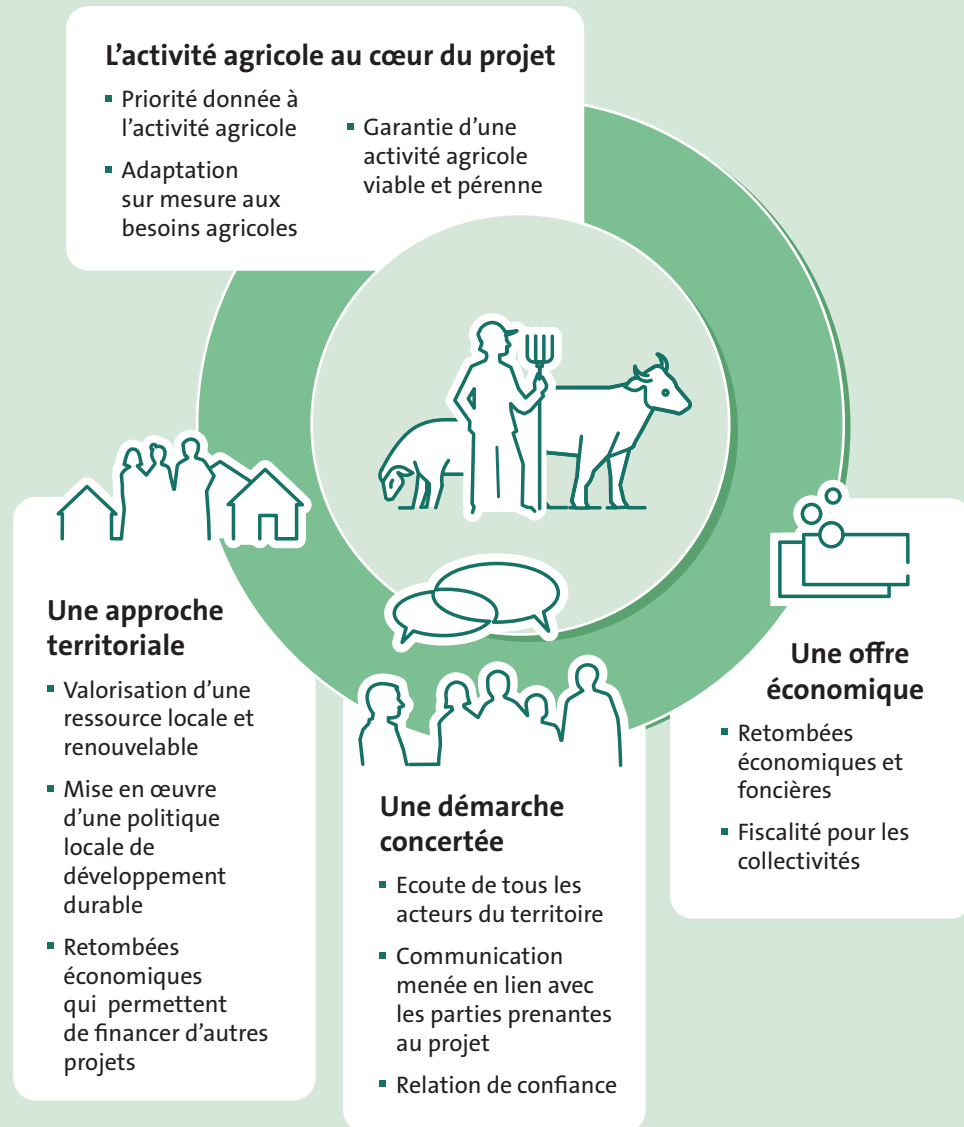 L'activité agricole au cœur du projet
▪ Priorité donnée à
l'activité agricole
▪ Adaptation
sur mesure aux
besoins agricoles
▪ Garantie d'une
activité agricole
viable et pérenne
Une approche
territoriale
▪ Valorisation d'une
ressource locale et
renouvelable
▪ Mise en œuvre
d'une politique
locale de
développement
durable
▪ Retombées
économiques
qui permettent
de financer d'autres
projets
Une démarche
concertée
▪ Ecoute de tous les
acteurs du territoire
▪ Communication
menée en lien avec
les parties prenantes
au projet
▪ Relation de confiance
Une offre
économique
▪ Retombées
économiques et
foncières
▪ Fiscalité pour les
collectivités